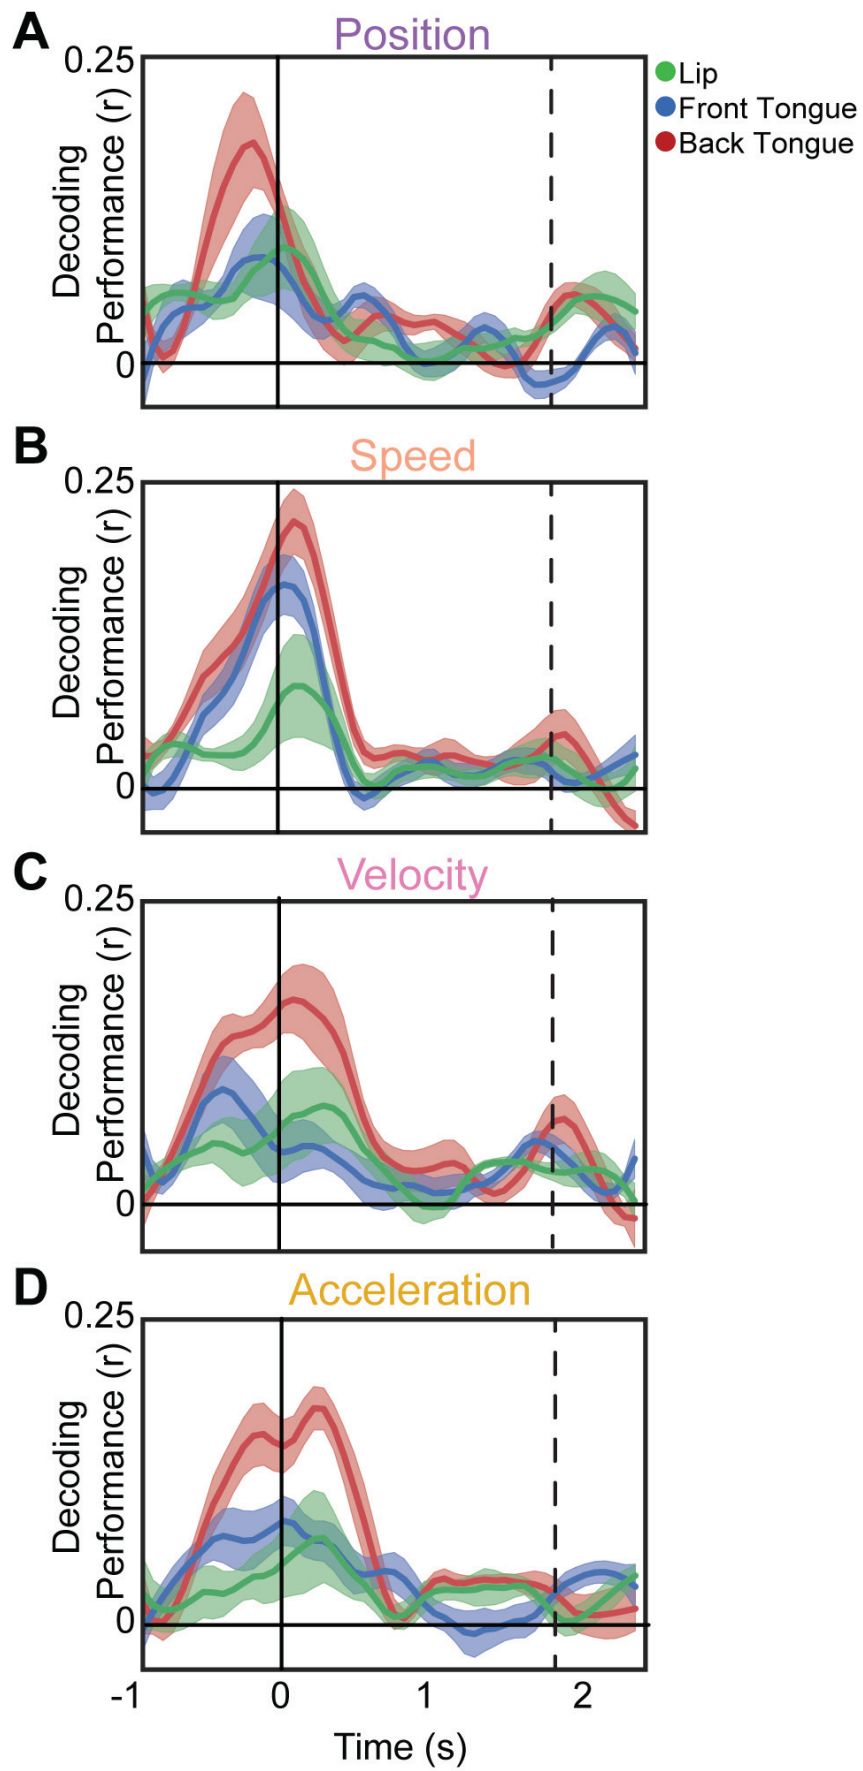 A
Position
0.25
Decoding
Performance (r)
0
Lip
Front Tongue
Back Tongue
B
Speed
0.25
Decoding
Performance (r)
0
C
Velocity
0.25
Decoding
Performance (r)
0
D
Acceleration
0.25
Decoding
Performance (r)
0
-1 0 1 2
Time (s)